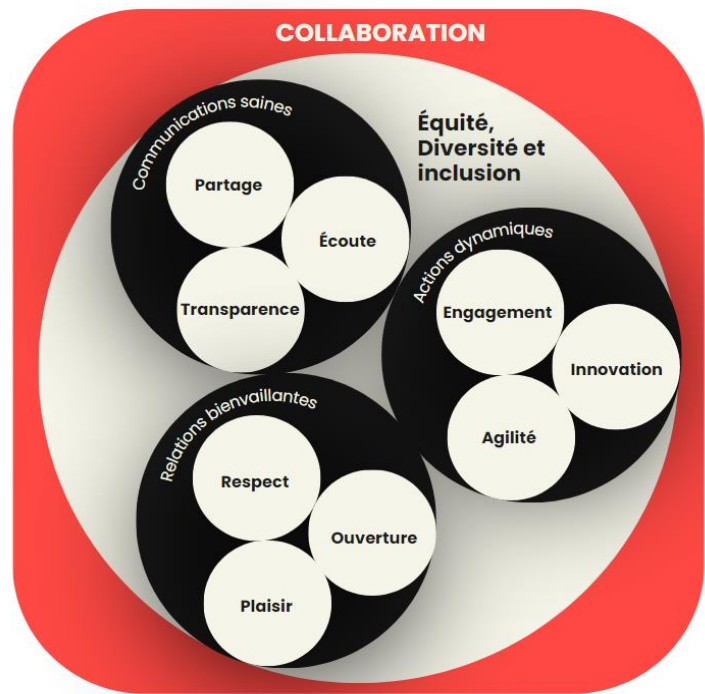 COLLABORATION
Communications saines
Partage
Écoute
Transparence
Équité,
Diversité et
inclusion
Actions dynamiques
Engagement
Innovation
Agilité
Relations bienvaillantes
Respect
Ouverture
Plaisir